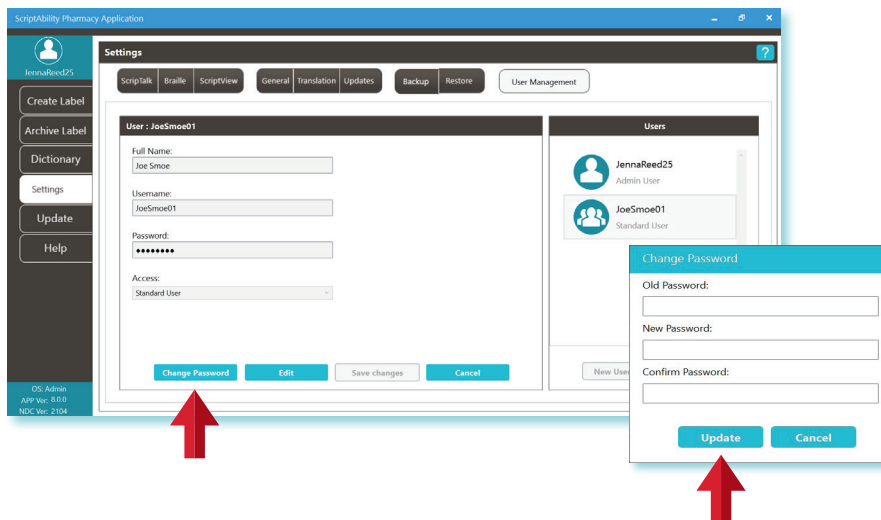 ScriptAbility Pharmacy Application
JennaReed25
Create Label
Archive Label
Dictionary
Settings
Update
Help
OS: Admin
APP Ver: 8.0.0
NDC Ver: 2104
Settings
?
ScripTalk Braille ScriptView General Translation Updates Backup Restore User Management
User : JoeSmoe01
Full Name:
Joe Smoe
Username:
JoeSmoe01
Password:
••••••••
Access:
Standard User
Change Password Edit Save changes Cancel
Users
JennaReed25
Admin User
JoeSmoe01
Standard User
New User
Change Password
Old Password:
New Password:
Confirm Password:
Update Cancel